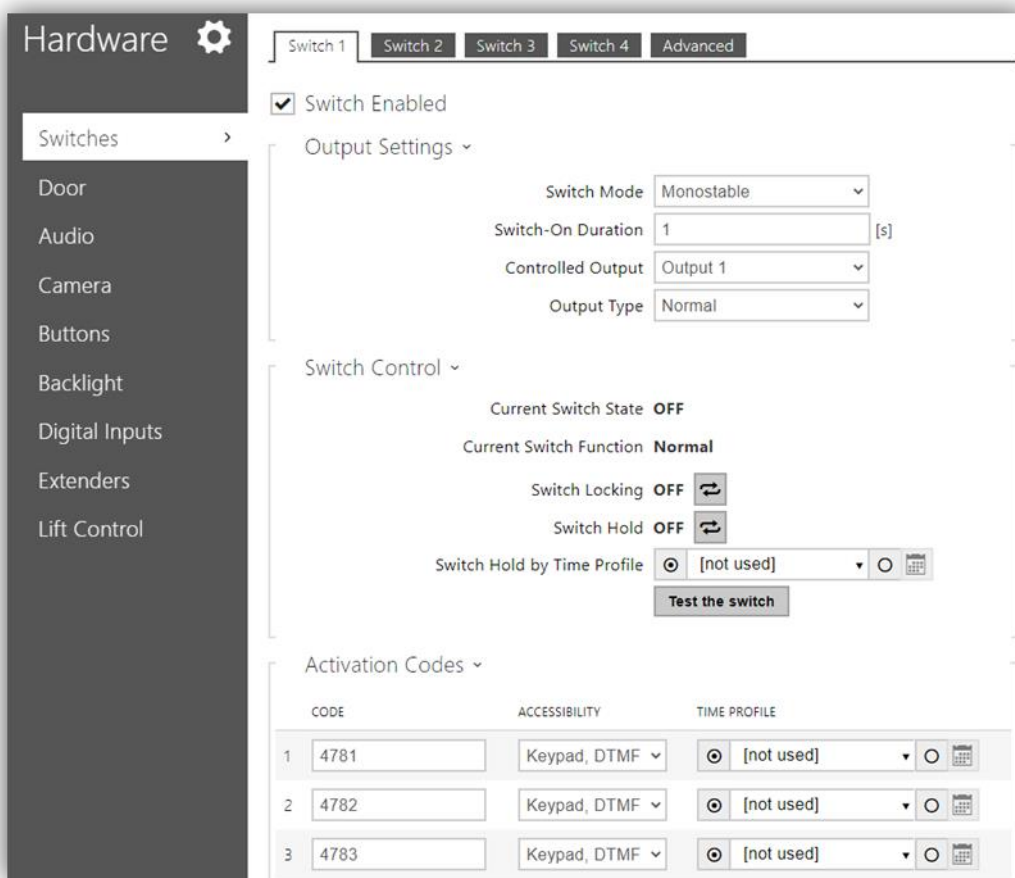 Hardware
Switch 1 Switch 2 Switch 3 Switch 4 Advanced
Switches
Door
Audio
Camera
Buttons
Backlight
Digital Inputs
Extenders
Lift Control
Switch Enabled
Output Settings
Switch Mode Monostable
Switch-On Duration 1 [s]
Controlled Output Output 1
Output Type Normal
Switch Control
Current Switch State OFF
Current Switch Function Normal
Switch Locking OFF
Switch Hold OFF
Switch Hold by Time Profile [not used]
Test the switch
Activation Codes
CODE ACCESSIBILITY TIME PROFILE
1 4781 Keypad, DTMF [not used]
2 4782 Keypad, DTMF [not used]
3 4783 Keypad, DTMF [not used]